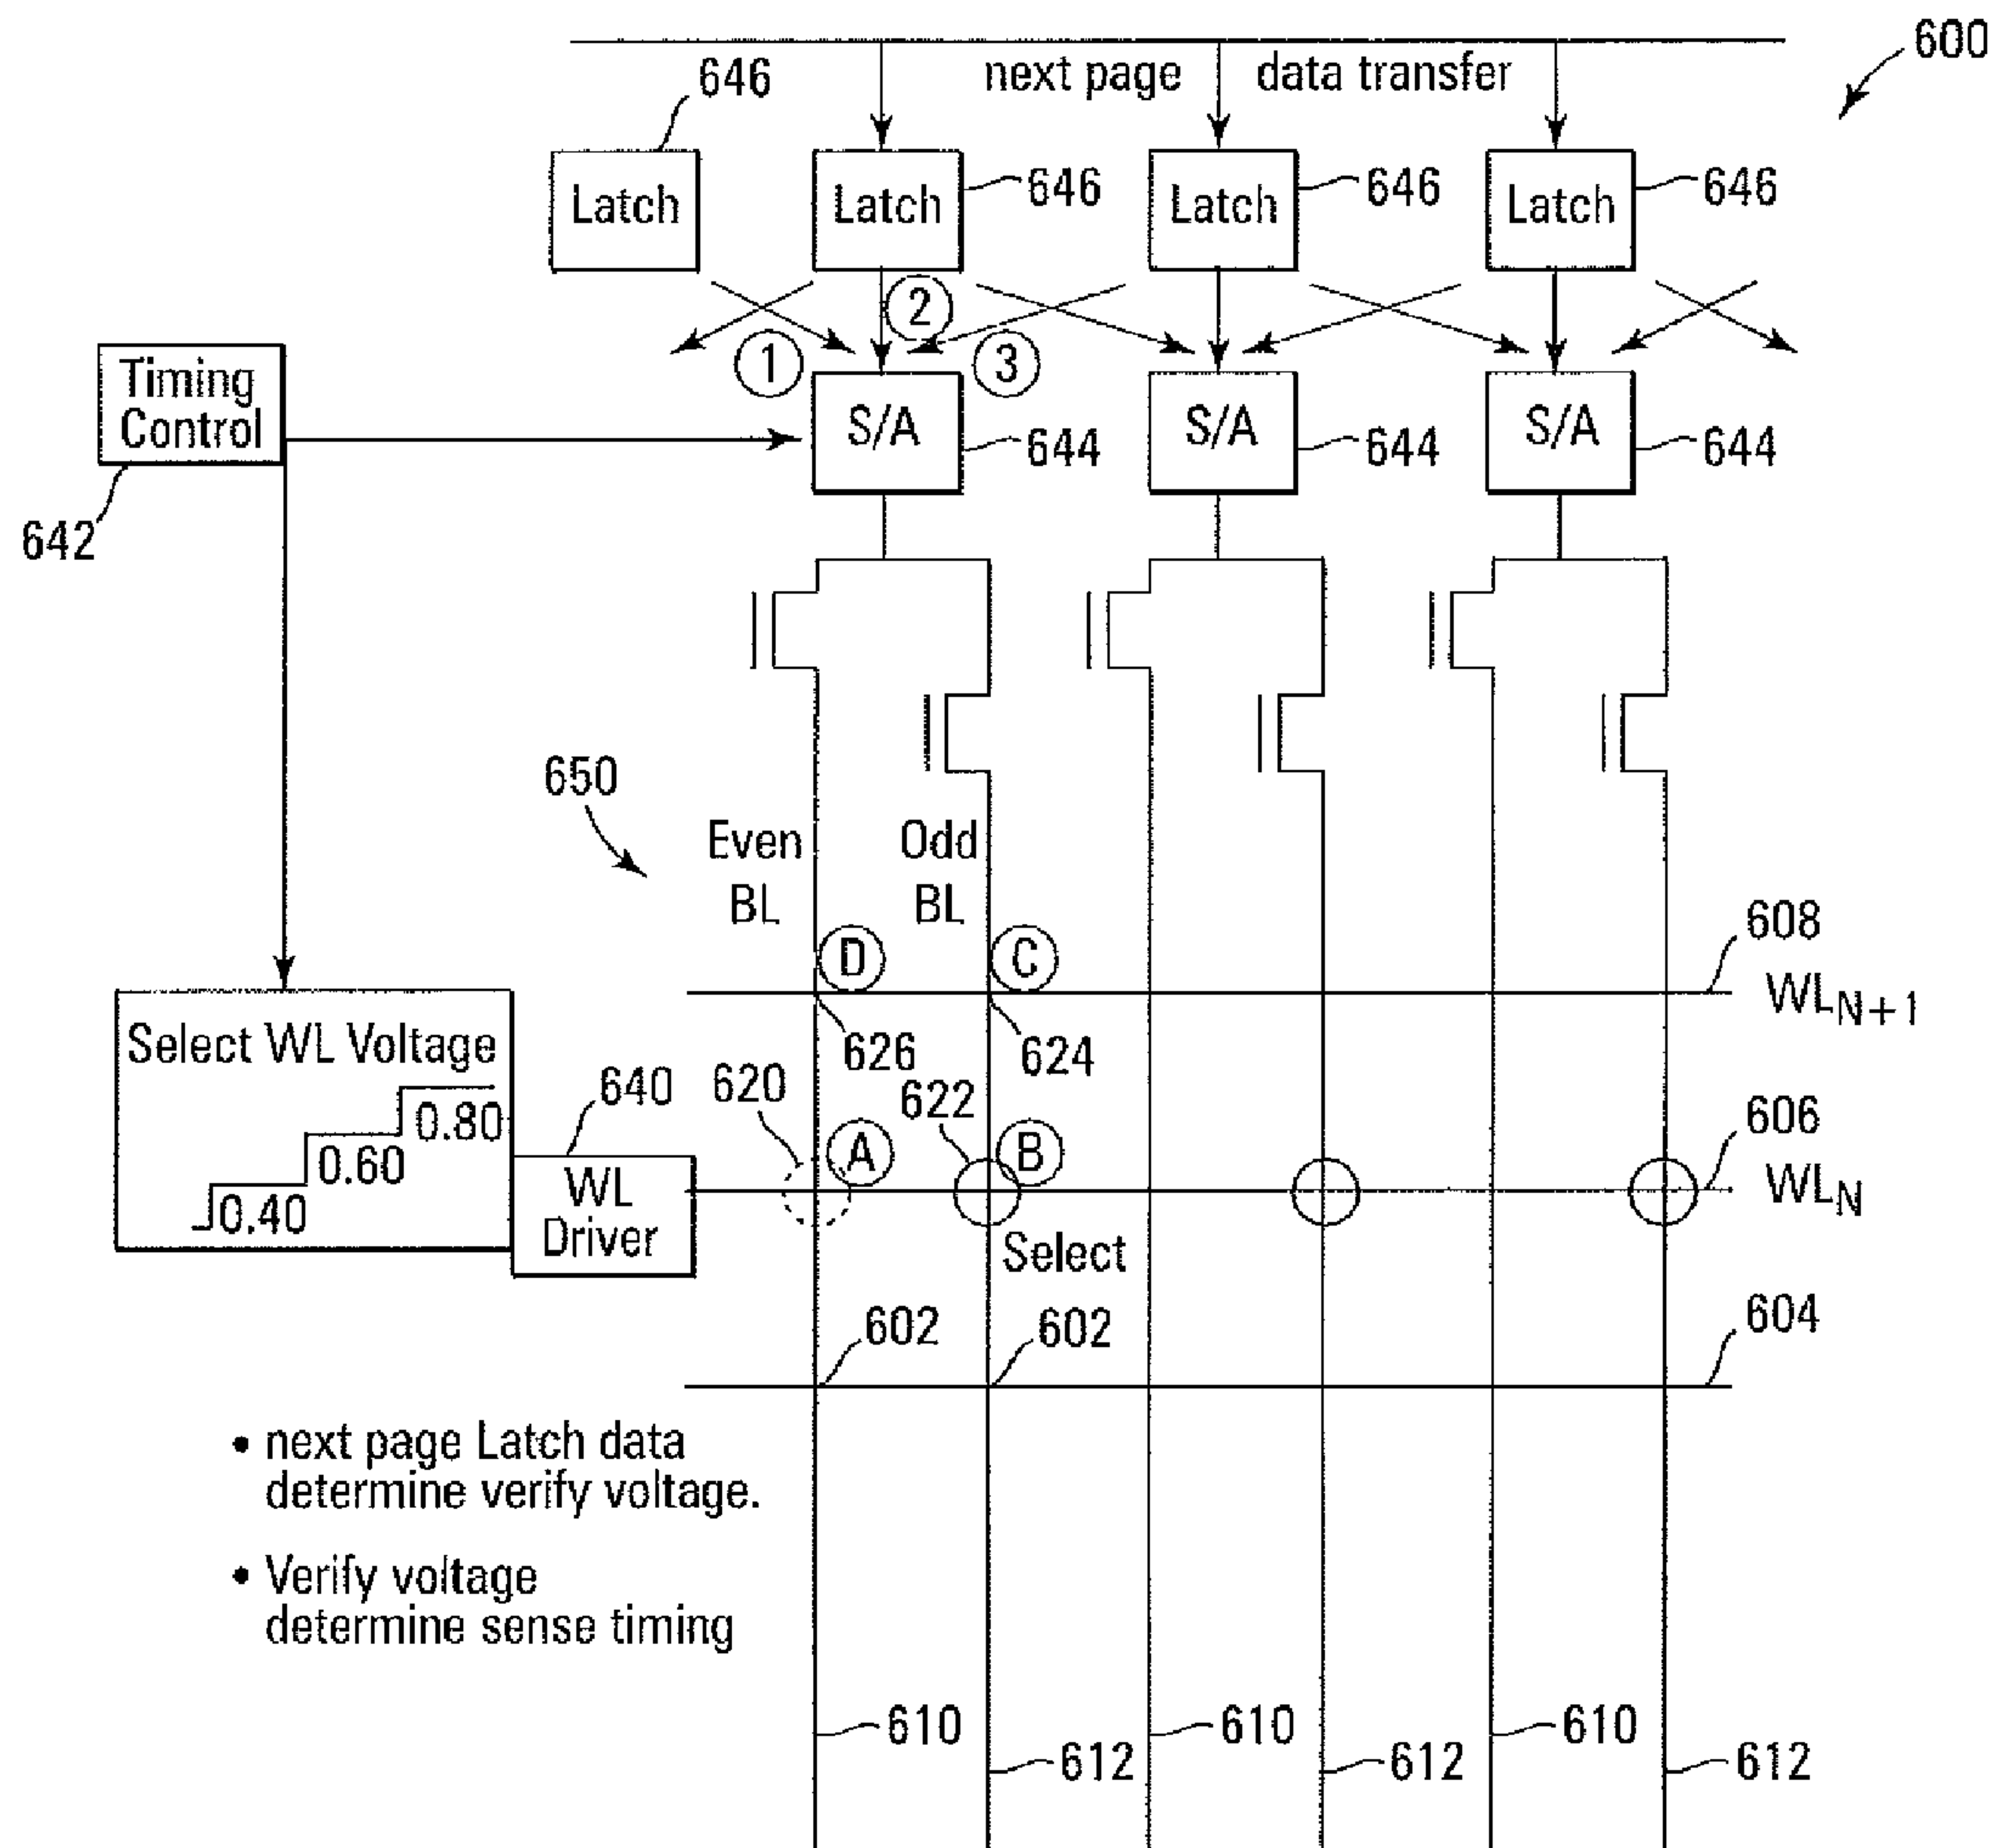 600
next page data transfer
646
Latch
Latch
646
Latch
646
Latch
646
2
1
3
Timing
Control
642
S/A
644
S/A
644
S/A
644
650
Even
BL
Odd
BL
D
C
608
WLN+1
626
624
Select WL Voltage
0.40
0.60
0.80
640
WL
Driver
620
622
A
B
606
WLN
Select
602
602
604
• next page Latch data
determine verify voltage.
• Verify voltage
determine sense timing
610
612
610
612
610
612